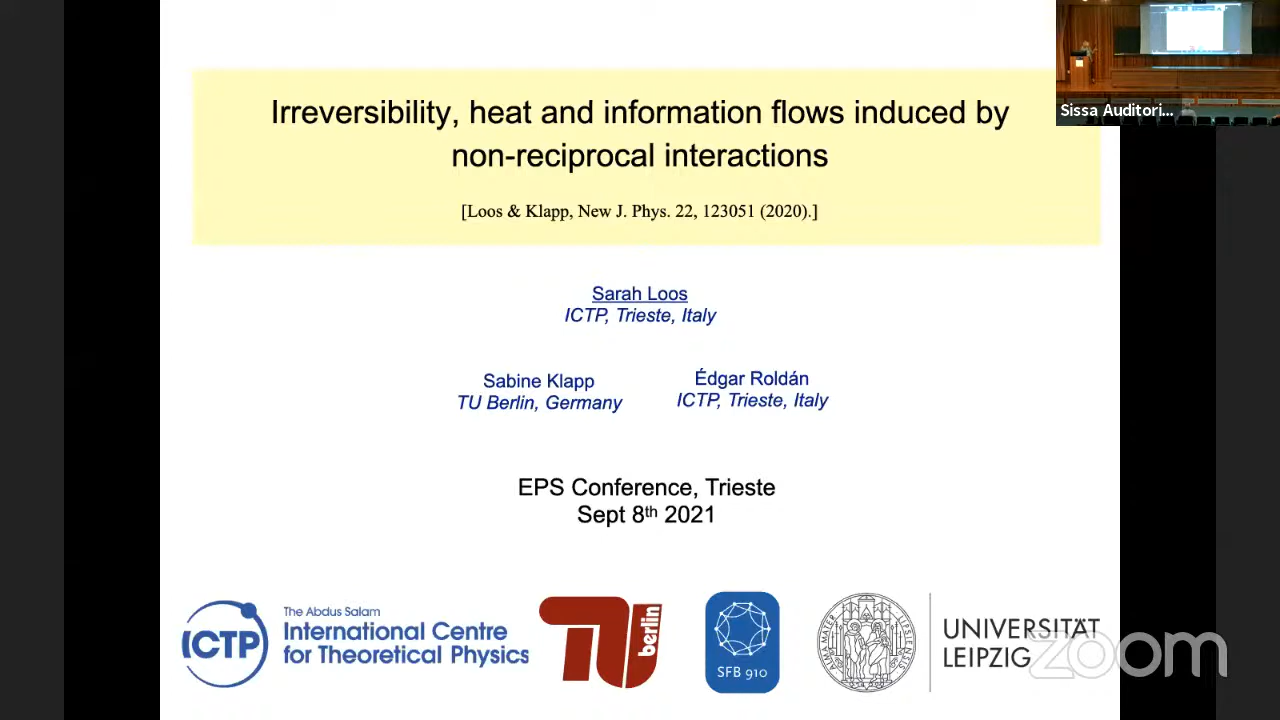 Irreversibility, heat and information flows induced by
non-reciprocal interactions
[Loos & Klapp, New J. Phys. 22, 123051 (2020).]
Sissa Auditori...
Sarah Loos
ICTP, Trieste, Italy
Sabine Klapp
TU Berlin, Germany
Édgar Roldán
ICTP, Trieste, Italy
EPS Conference, Trieste
Sept 8th 2021
ICTP
The Abdus Salam
International Centre
for Theoretical Physics
TU berlin
SFB 910
UNIVERSITÄT
LEIPZIG
zoom